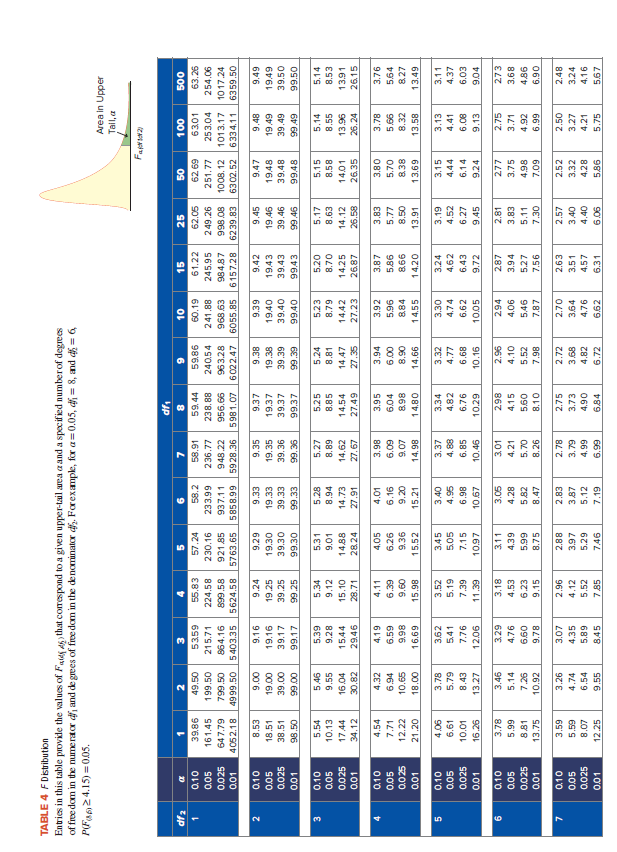 TABLE 4 F Distribution
Entries in this table provide the values of Fα,(df1,df2) that correspond to a given upper-tail area α and a specified number of degrees
of freedom in the numerator df1 and degrees of freedom in the denominator df2. For example, for α = 0.05, df1 = 8, and df2 = 6,
P(F(8,6) ≥ 4.15) = 0.05.
Area in Upper
Tail, α
Fα,(df1,df2)
df1
df2 α 1 2 3 4 5 6 7 8 9 10 15 25 50 100 500
1 0.10 39.86 49.50 53.59 55.83 57.24 58.2 58.91 59.44 59.86 60.19 61.22 62.05 62.69 63.01 63.26
0.05 161.45 199.50 215.71 224.58 230.16 233.99 236.77 238.88 240.54 241.88 245.95 249.26 251.77 253.04 254.06
0.025 647.79 799.50 864.16 899.58 921.85 937.11 948.22 956.66 963.28 968.63 984.87 998.08 1008.12 1013.17 1017.24
0.01 4052.18 4999.50 5403.35 5624.58 5763.65 5858.99 5928.36 5981.07 6022.47 6055.85 6157.28 6239.83 6302.52 6334.11 6359.50
2 0.10 8.53 9.00 9.16 9.24 9.29 9.33 9.35 9.37 9.38 9.39 9.42 9.45 9.47 9.48 9.49
0.05 18.51 19.00 19.16 19.25 19.30 19.33 19.35 19.37 19.38 19.40 19.43 19.46 19.48 19.49 19.49
0.025 38.51 39.00 39.17 39.25 39.30 39.33 39.36 39.37 39.39 39.40 39.43 39.46 39.48 39.49 39.50
0.01 98.50 99.00 99.17 99.25 99.30 99.33 99.36 99.37 99.39 99.40 99.43 99.46 99.48 99.49 99.50
3 0.10 5.54 5.46 5.39 5.34 5.31 5.28 5.27 5.25 5.24 5.23 5.20 5.17 5.15 5.14 5.14
0.05 10.13 9.55 9.28 9.12 9.01 8.94 8.89 8.85 8.81 8.79 8.70 8.63 8.58 8.55 8.53
0.025 17.44 16.04 15.44 15.10 14.88 14.73 14.62 14.54 14.47 14.42 14.25 14.12 14.01 13.96 13.91
0.01 34.12 30.82 29.46 28.71 28.24 27.91 27.67 27.49 27.35 27.23 26.87 26.58 26.35 26.24 26.15
4 0.10 4.54 4.32 4.19 4.11 4.05 4.01 3.98 3.95 3.94 3.92 3.87 3.83 3.80 3.78 3.76
0.05 7.71 6.94 6.59 6.39 6.26 6.16 6.09 6.04 6.00 5.96 5.86 5.77 5.70 5.66 5.64
0.025 12.22 10.65 9.98 9.60 9.36 9.20 9.07 8.98 8.90 8.84 8.66 8.50 8.38 8.32 8.27
0.01 21.20 18.00 16.69 15.98 15.52 15.21 14.98 14.80 14.66 14.55 14.20 13.91 13.69 13.58 13.49
5 0.10 4.06 3.78 3.62 3.52 3.45 3.40 3.37 3.34 3.32 3.30 3.24 3.19 3.15 3.13 3.11
0.05 6.61 5.79 5.41 5.19 5.05 4.95 4.88 4.82 4.77 4.74 4.62 4.52 4.44 4.41 4.37
0.025 10.01 8.43 7.76 7.39 7.15 6.98 6.85 6.76 6.68 6.62 6.43 6.27 6.14 6.08 6.03
0.01 16.26 13.27 12.06 11.39 10.97 10.67 10.46 10.29 10.16 10.05 9.72 9.45 9.24 9.13 9.04
6 0.10 3.78 3.46 3.29 3.18 3.11 3.05 3.01 2.98 2.96 2.94 2.87 2.81 2.77 2.75 2.73
0.05 5.99 5.14 4.76 4.53 4.39 4.28 4.21 4.15 4.10 4.06 3.94 3.83 3.75 3.71 3.68
0.025 8.81 7.26 6.60 6.23 5.99 5.82 5.70 5.60 5.52 5.46 5.27 5.11 4.98 4.92 4.86
0.01 13.75 10.92 9.78 9.15 8.75 8.47 8.26 8.10 7.98 7.87 7.56 7.30 7.09 6.99 6.90
7 0.10 3.59 3.26 3.07 2.96 2.88 2.83 2.78 2.75 2.72 2.70 2.63 2.57 2.52 2.50 2.48
0.05 5.59 4.74 4.35 4.12 3.97 3.87 3.79 3.73 3.68 3.64 3.51 3.40 3.32 3.27 3.24
0.025 8.07 6.54 5.89 5.52 5.29 5.12 4.99 4.90 4.82 4.76 4.57 4.40 4.28 4.21 4.16
0.01 12.25 9.55 8.45 7.85 7.46 7.19 6.99 6.84 6.72 6.62 6.31 6.06 5.86 5.75 5.67